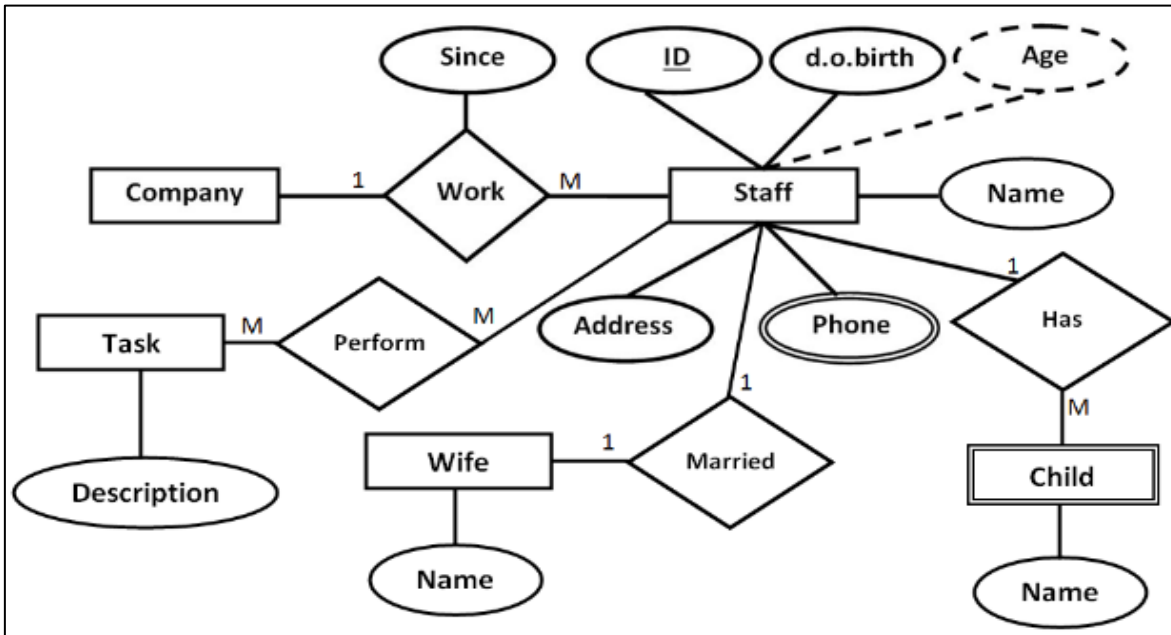 Since
ID
d.o.birth
Age
Company
1
Work
M
Staff
Name
Task
M
Perform
M
Address
Phone
1
Has
Description
Wife
1
Married
1
M
Child
Name
Name